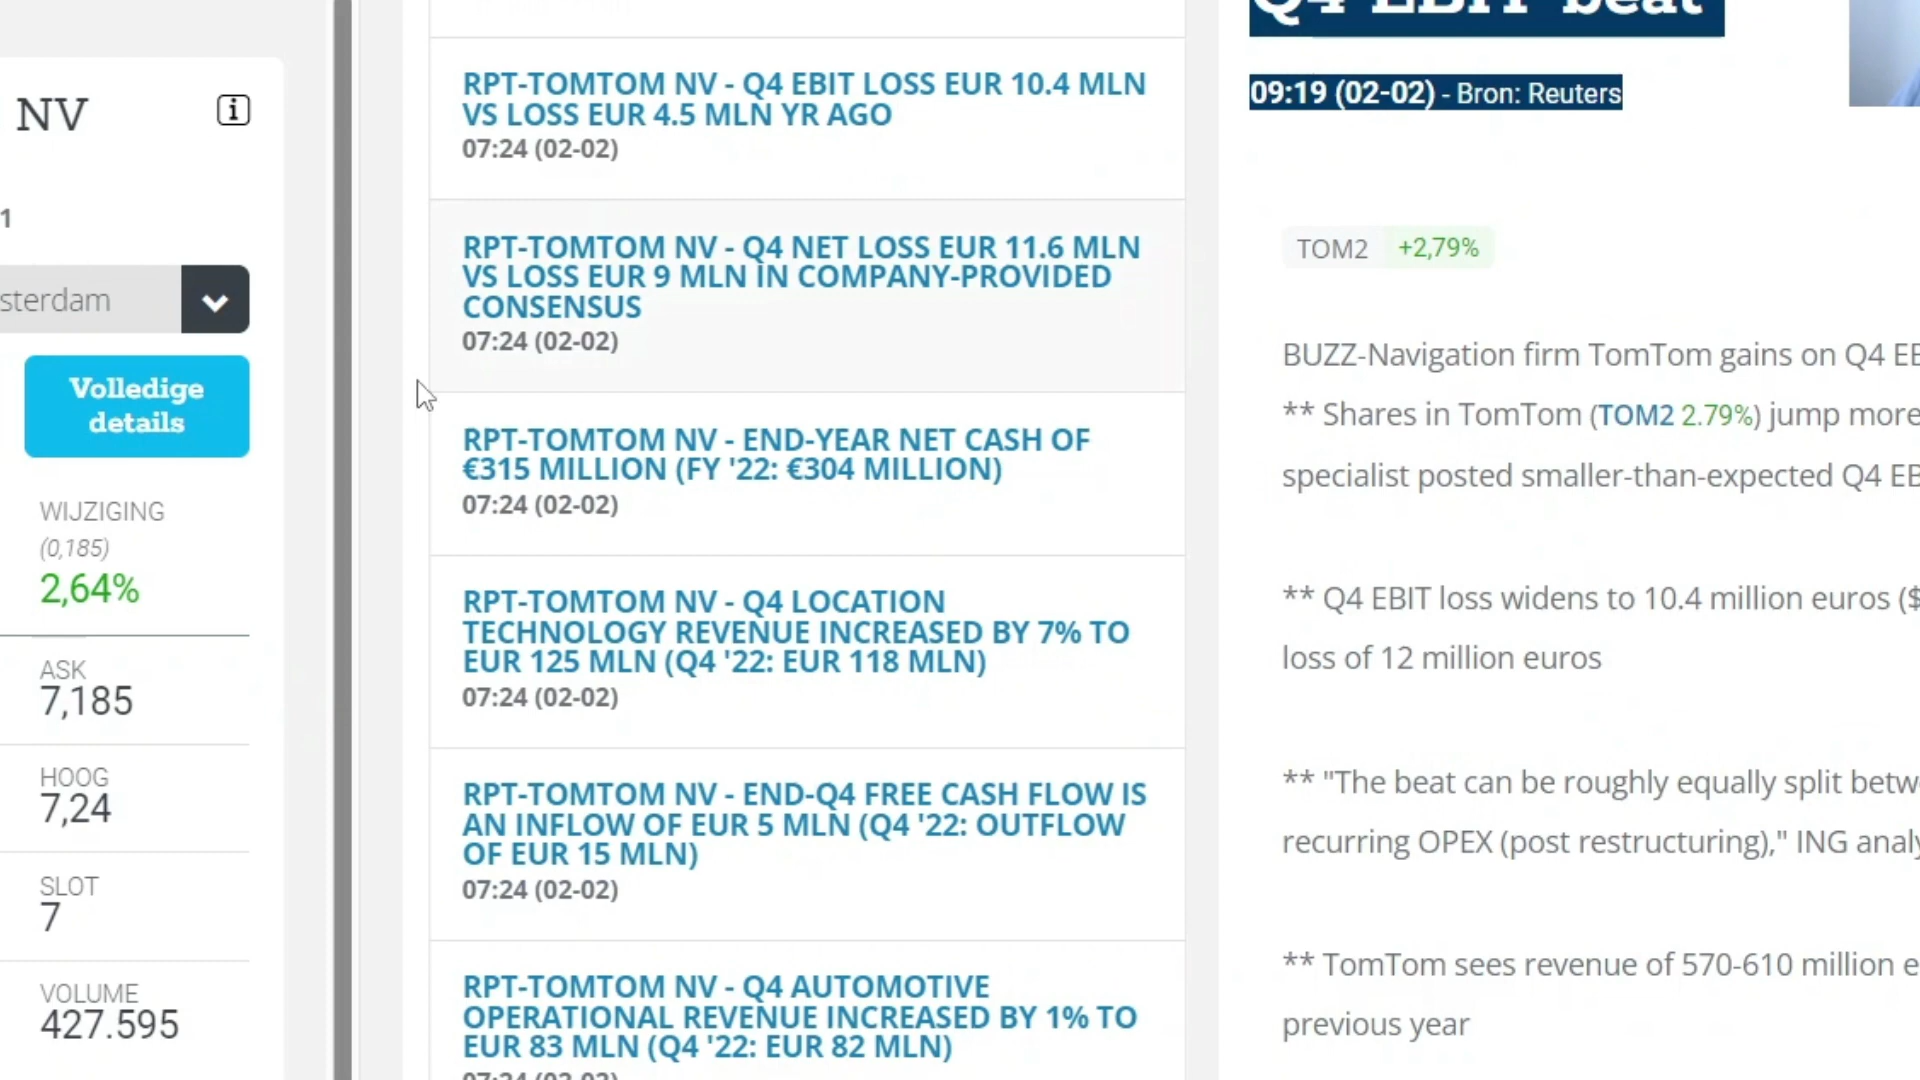 NV
1
sterdam
Volledige
details
WIJZIGING
(0,185)
2,64%
ASK
7,185
HOOG
7,24
SLOT
7
VOLUME
427.595
RPT-TOMTOM NV - Q4 EBIT LOSS EUR 10.4 MLN
VS LOSS EUR 4.5 MLN YR AGO
07:24 (02-02)
RPT-TOMTOM NV - Q4 NET LOSS EUR 11.6 MLN
VS LOSS EUR 9 MLN IN COMPANY-PROVIDED
CONSENSUS
07:24 (02-02)
RPT-TOMTOM NV - END-YEAR NET CASH OF
€315 MILLION (FY '22: €304 MILLION)
07:24 (02-02)
RPT-TOMTOM NV - Q4 LOCATION
TECHNOLOGY REVENUE INCREASED BY 7% TO
EUR 125 MLN (Q4 '22: EUR 118 MLN)
07:24 (02-02)
RPT-TOMTOM NV - END-Q4 FREE CASH FLOW IS
AN INFLOW OF EUR 5 MLN (Q4 '22: OUTFLOW
OF EUR 15 MLN)
07:24 (02-02)
RPT-TOMTOM NV - Q4 AUTOMOTIVE
OPERATIONAL REVENUE INCREASED BY 1% TO
EUR 83 MLN (Q4 '22: EUR 82 MLN)
07:24 (02-02)
Q4 EBIT beat
09:19 (02-02) - Bron: Reuters
TOM2 +2,79%
BUZZ-Navigation firm TomTom gains on Q4 EB
** Shares in TomTom (TOM2 2.79%) jump more
specialist posted smaller-than-expected Q4 EB
** Q4 EBIT loss widens to 10.4 million euros ($
loss of 12 million euros
** "The beat can be roughly equally split betw
recurring OPEX (post restructuring)," ING analy
** TomTom sees revenue of 570-610 million e
previous year